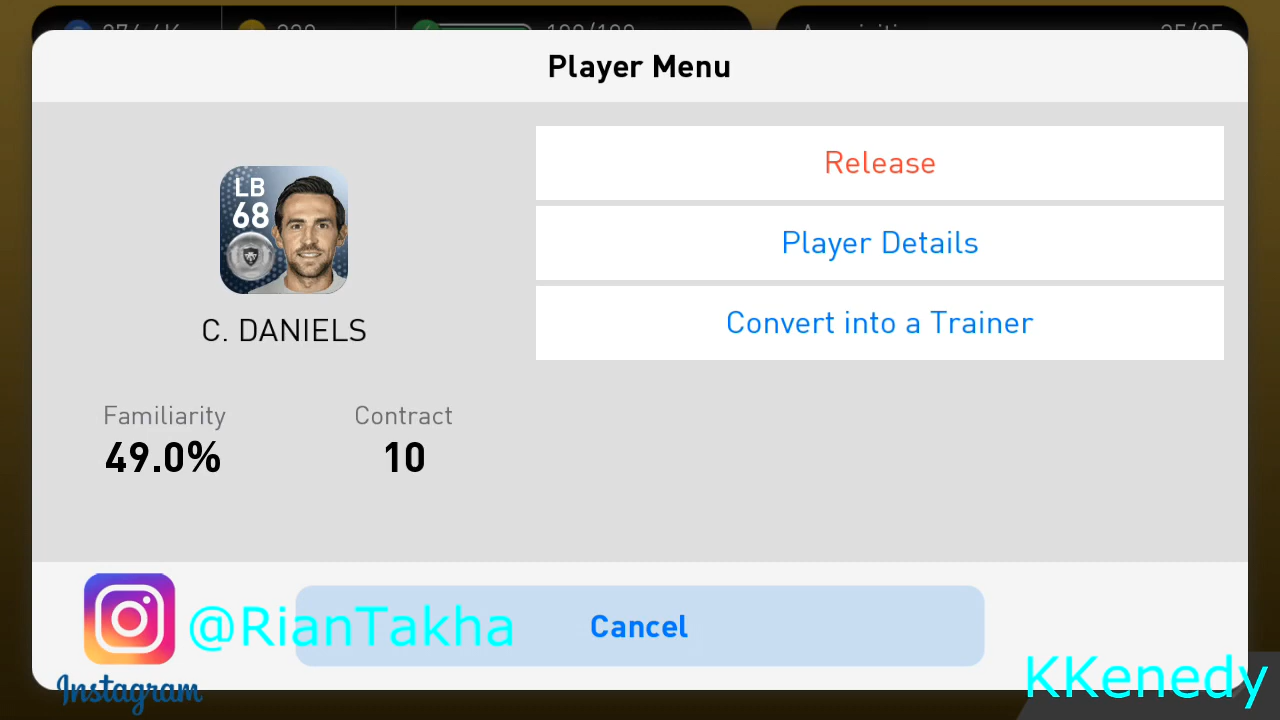 Player Menu
LB
68
Release
Player Details
Convert into a Trainer
C. DANIELS
Familiarity
Contract
49.0%
10
@RianTakha
Cancel
Instagram
KKenedy